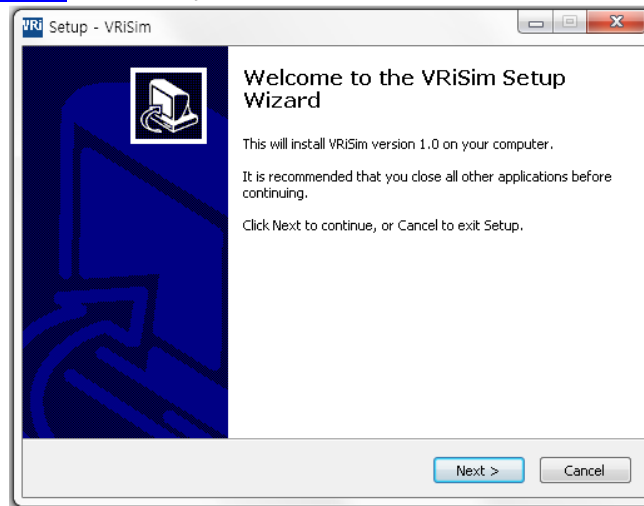 VRi Setup - VRiSim
Welcome to the VRiSim Setup
Wizard
This will install VRiSim version 1.0 on your computer.
It is recommended that you close all other applications before
continuing.
Click Next to continue, or Cancel to exit Setup.
Next >
Cancel